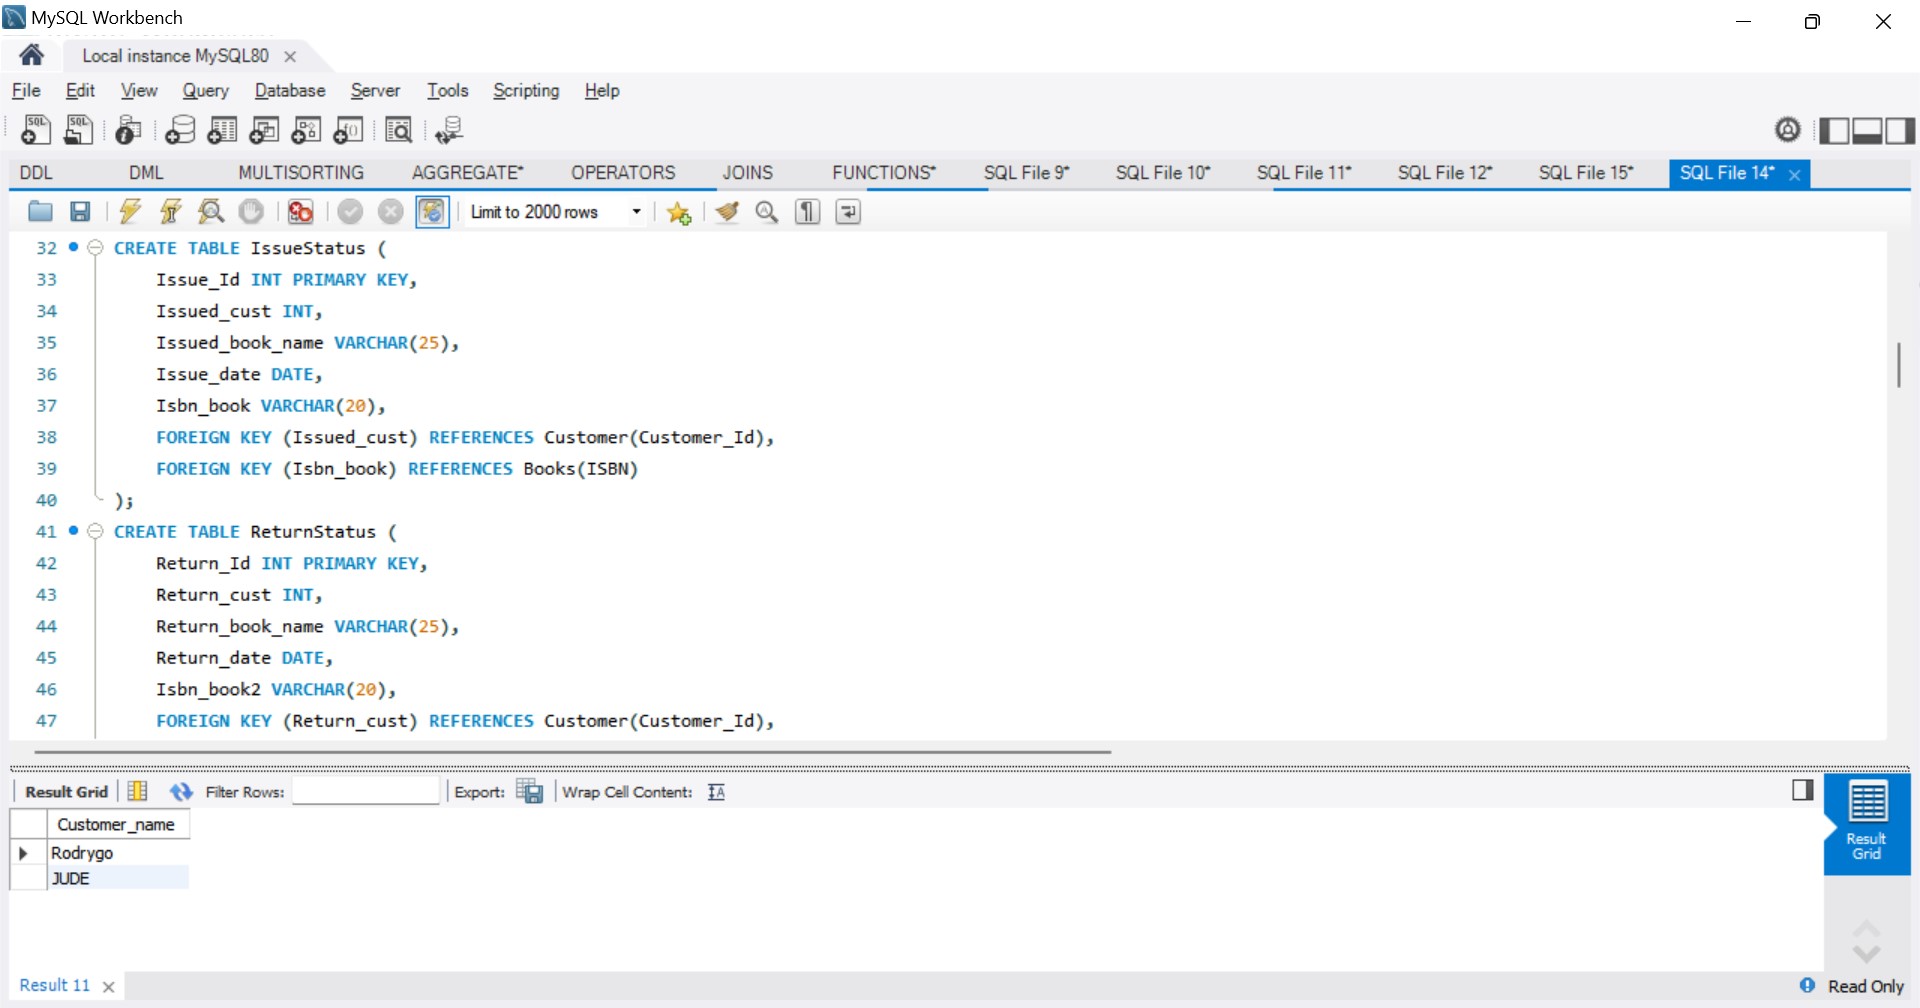 MySQL Workbench
Local instance MySQL80
File Edit View Query Database Server Tools Scripting Help
DDL DML MULTISORTING AGGREGATE* OPERATORS JOINS FUNCTIONS* SQL File 9* SQL File 10* SQL File 11* SQL File 12* SQL File 15* SQL File 14*
Limit to 2000 rows
32 CREATE TABLE IssueStatus (
33 Issue_Id INT PRIMARY KEY,
34 Issued_cust INT,
35 Issued_book_name VARCHAR(25),
36 Issue_date DATE,
37 Isbn_book VARCHAR(20),
38 FOREIGN KEY (Issued_cust) REFERENCES Customer(Customer_Id),
39 FOREIGN KEY (Isbn_book) REFERENCES Books(ISBN)
40 );
41 CREATE TABLE ReturnStatus (
42 Return_Id INT PRIMARY KEY,
43 Return_cust INT,
44 Return_book_name VARCHAR(25),
45 Return_date DATE,
46 Isbn_book2 VARCHAR(20),
47 FOREIGN KEY (Return_cust) REFERENCES Customer(Customer_Id),
Result Grid Filter Rows: Export: Wrap Cell Content:
Customer_name
Rodrygo
JUDE
Result
Grid
Result 11
Read Only